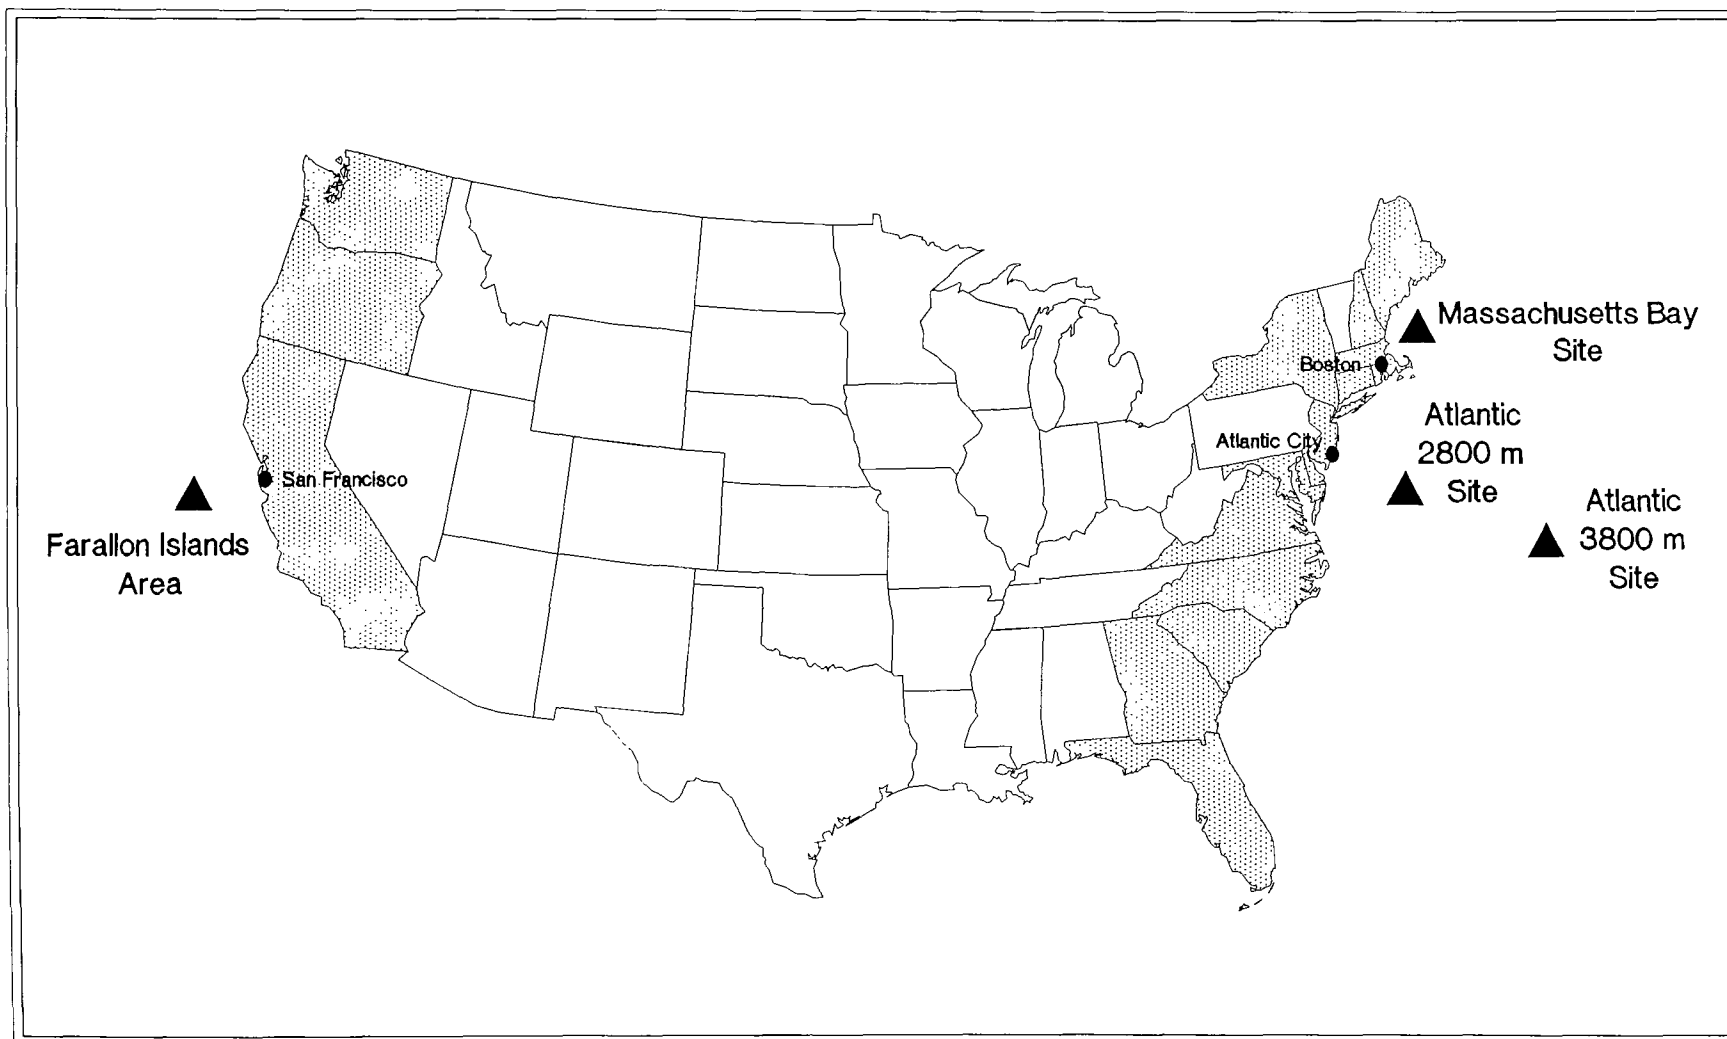 Massachusetts Bay
Site
Boston
Atlantic
2800 m
Site
Atlantic City
Atlantic
3800 m
Site
San Francisco
Farallon Islands
Area